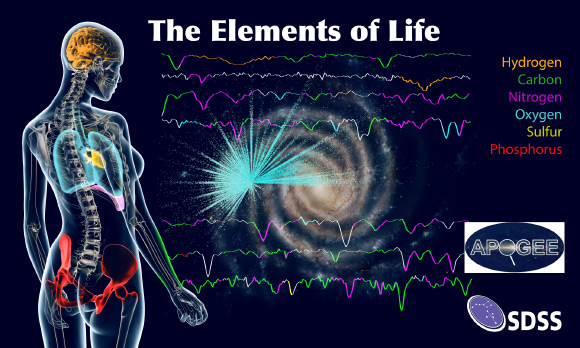 The Elements of Life
Hydrogen
Carbon
Nitrogen
Oxygen
Sulfur
Phosphorus
APOGEE
SDSS